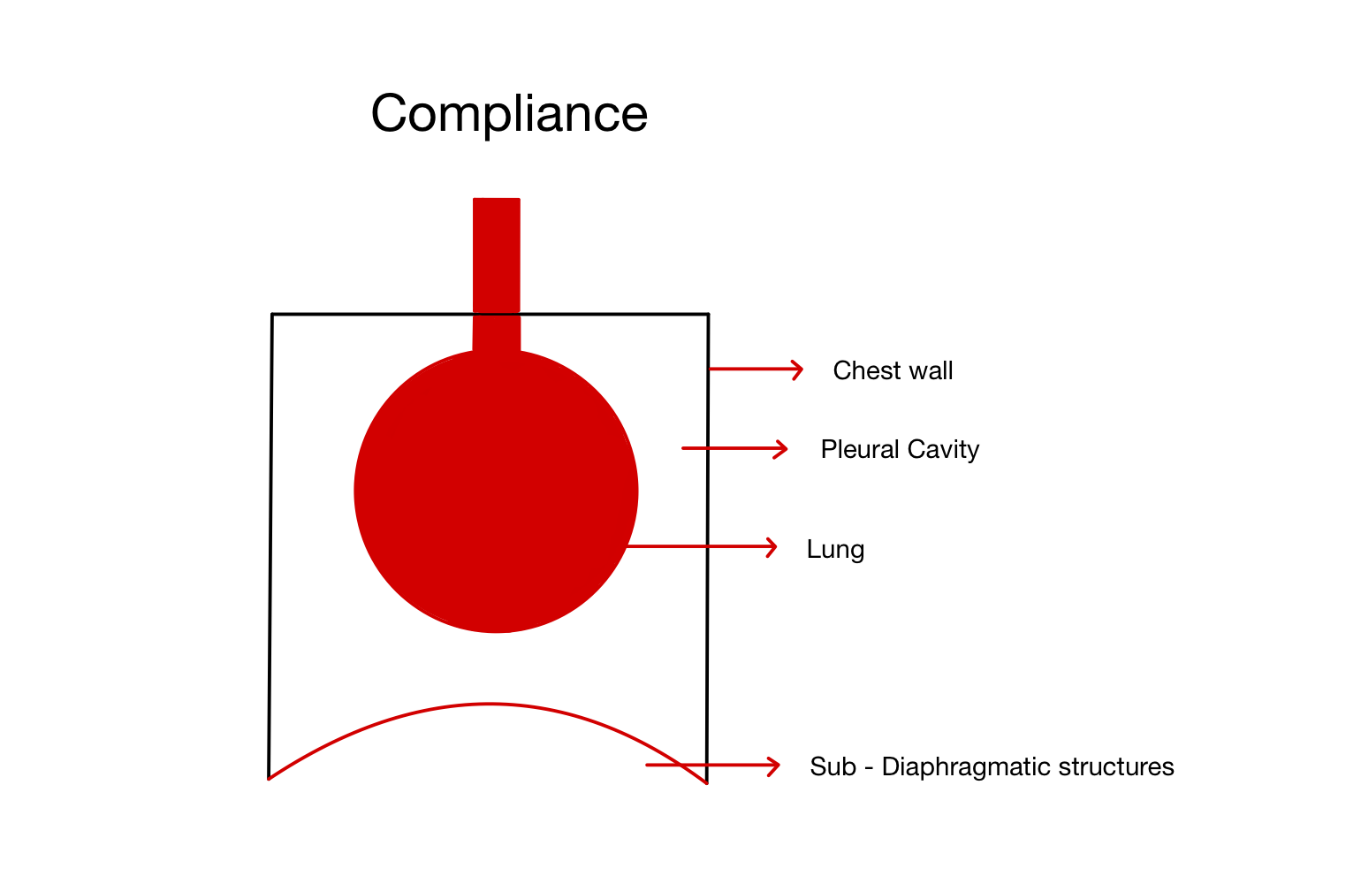 Compliance
Chest wall
Pleural Cavity
Lung
Sub - Diaphragmatic structures